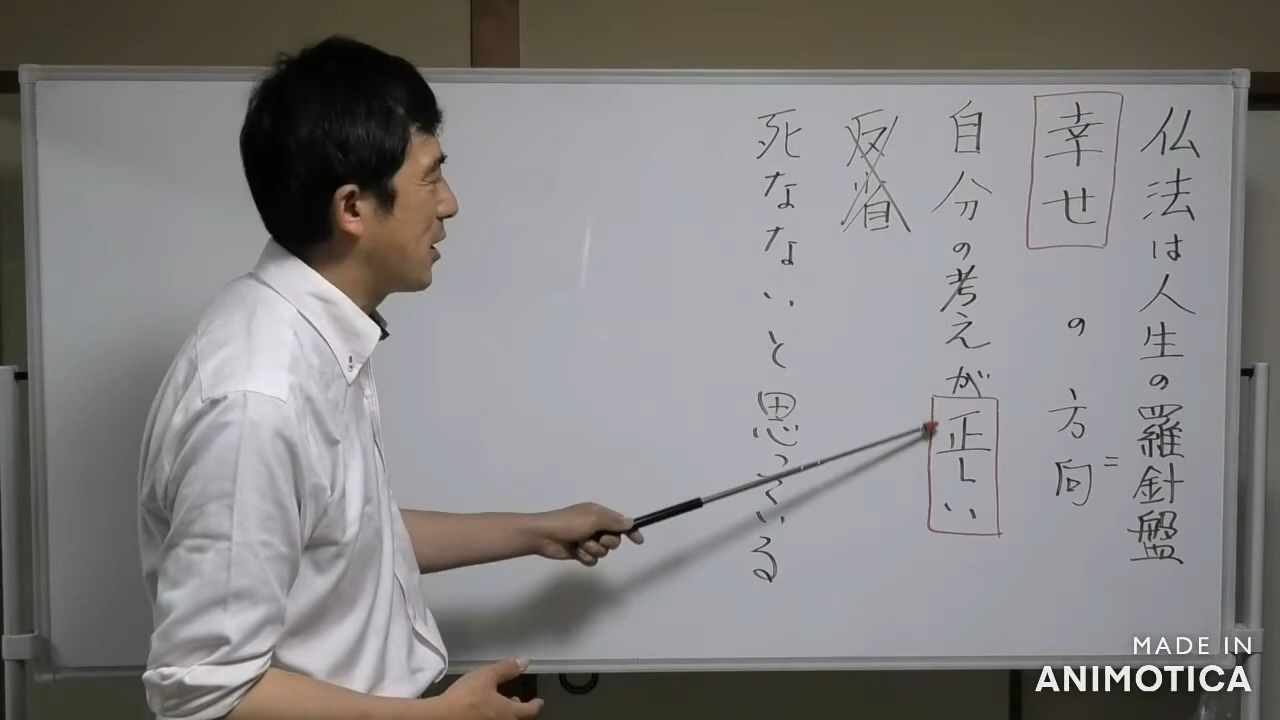 仏法は人生の羅針盤
幸せの方向=
自分の考えが正しい
反省
死なないと思っている
MADE IN
ANIMOTICA